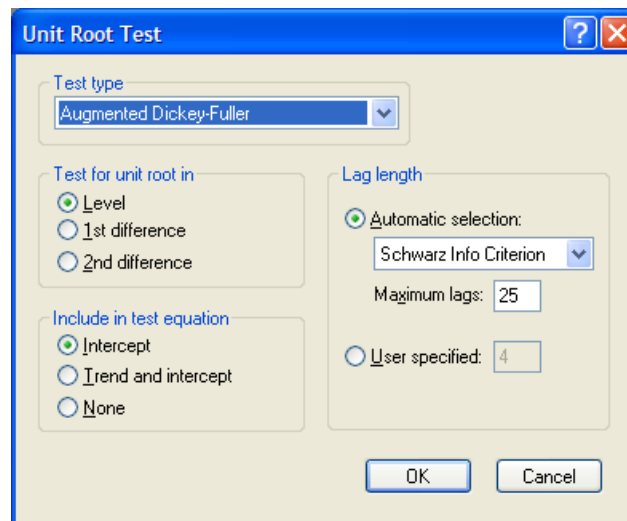 Unit Root Test
Test type
Augmented Dickey-Fuller
Test for unit root in
Level
1st difference
2nd difference
Include in test equation
Intercept
Trend and intercept
None
Lag length
Automatic selection:
Schwarz Info Criterion
Maximum lags: 25
User specified: 4
OK
Cancel